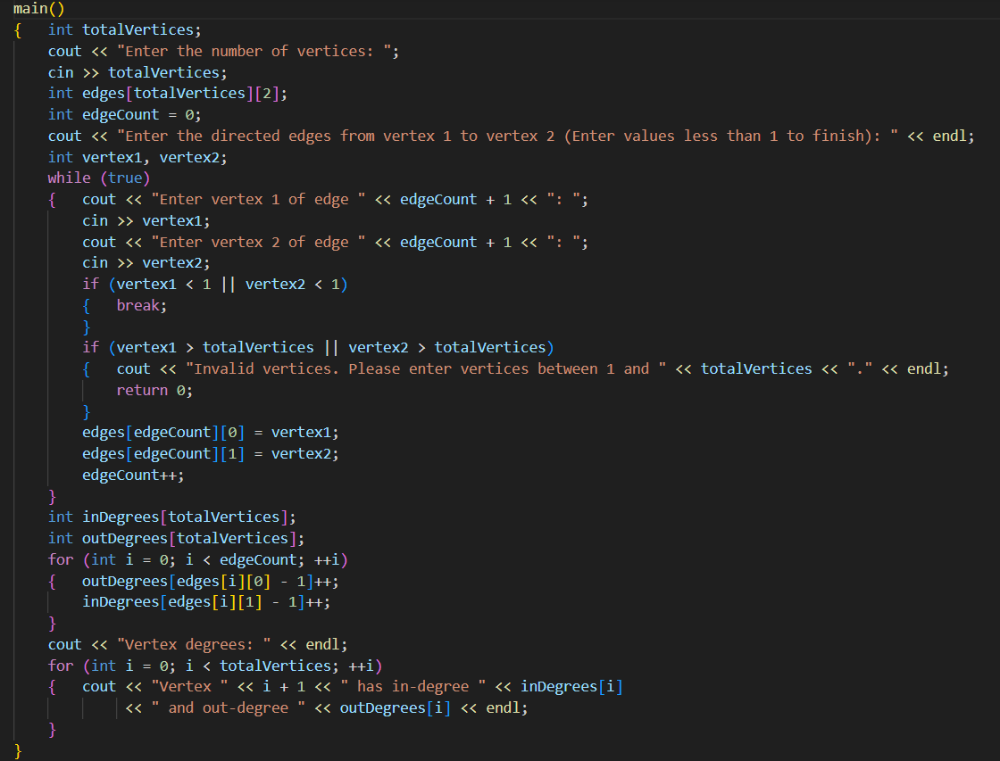 main()
{   int totalVertices;
    cout << "Enter the number of vertices: ";
    cin >> totalVertices;
    int edges[totalVertices][2];
    int edgeCount = 0;
    cout << "Enter the directed edges from vertex 1 to vertex 2 (Enter values less than 1 to finish): " << endl;
    int vertex1, vertex2;
    while (true)
    {   cout << "Enter vertex 1 of edge " << edgeCount + 1 << ": ";
        cin >> vertex1;
        cout << "Enter vertex 2 of edge " << edgeCount + 1 << ": ";
        cin >> vertex2;
        if (vertex1 < 1 || vertex2 < 1)
        {   break;
        }
        if (vertex1 > totalVertices || vertex2 > totalVertices)
        {   cout << "Invalid vertices. Please enter vertices between 1 and " << totalVertices << "." << endl;
            return 0;
        }
        edges[edgeCount][0] = vertex1;
        edges[edgeCount][1] = vertex2;
        edgeCount++;
    }
    int inDegrees[totalVertices];
    int outDegrees[totalVertices];
    for (int i = 0; i < edgeCount; ++i)
    {   outDegrees[edges[i][0] - 1]++;
        inDegrees[edges[i][1] - 1]++;
    }
    cout << "Vertex degrees: " << endl;
    for (int i = 0; i < totalVertices; ++i)
    {   cout << "Vertex " << i + 1 << " has in-degree " << inDegrees[i]
             << " and out-degree " << outDegrees[i] << endl;
    }
}